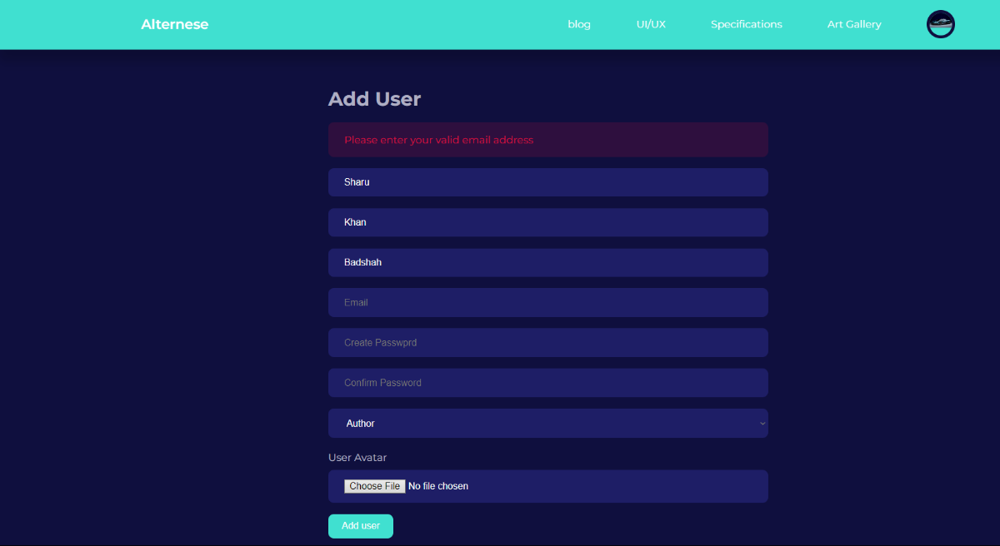 Alternese blog UI/UX Specifications Art Gallery
Add User
Please enter your valid email address
Sharu
Khan
Badshah
Email
Create Passwprd
Confirm Password
Author
User Avatar
Choose File No file chosen
Add user